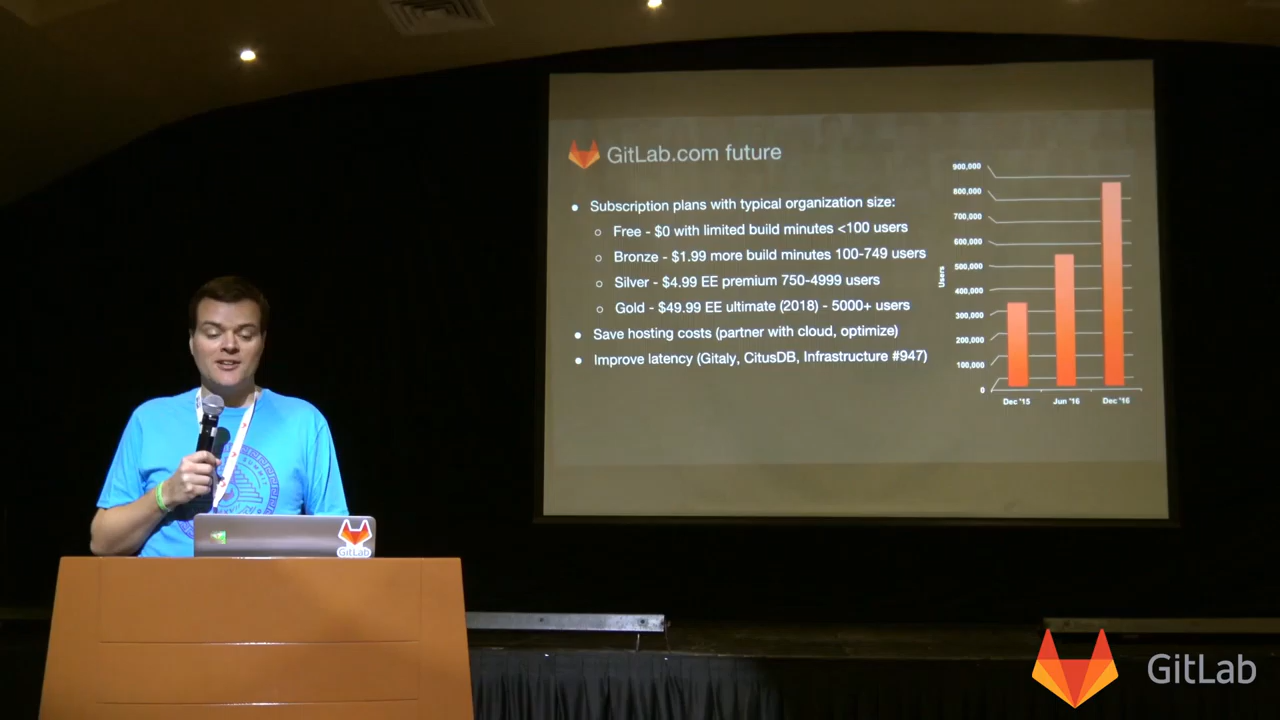 GitLab.com future
Subscription plans with typical organization size:
Free - $0 with limited build minutes <100 users
Bronze - $1.99 more build minutes 100-749 users
Silver - $4.99 EE premium 750-4999 users
Gold - $49.99 EE ultimate (2018) - 5000+ users
Save hosting costs (partner with cloud, optimize)
Improve latency (Gitaly, CitusDB, Infrastructure #947)
900,000
800,000
700,000
600,000
500,000
400,000
300,000
200,000
100,000
0
Users
Dec '15 Jun '16 Dec '16
GitLab
GitLab